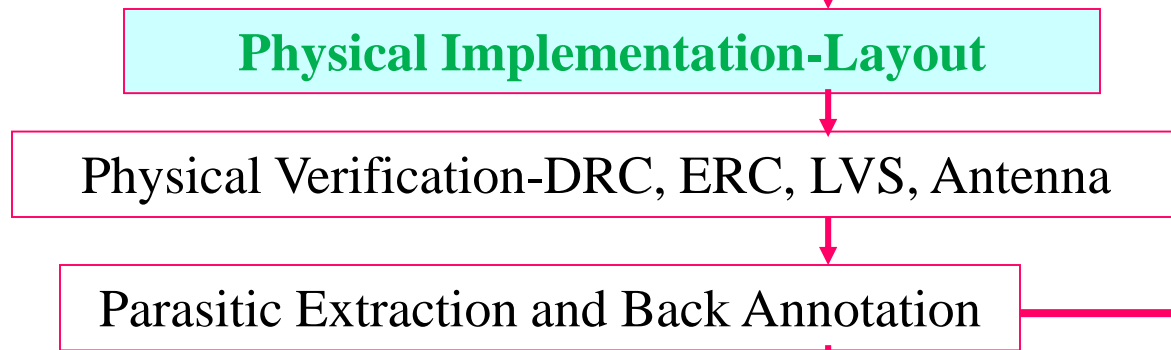 Physical Implementation-Layout
Physical Verification-DRC, ERC, LVS, Antenna
Parasitic Extraction and Back Annotation